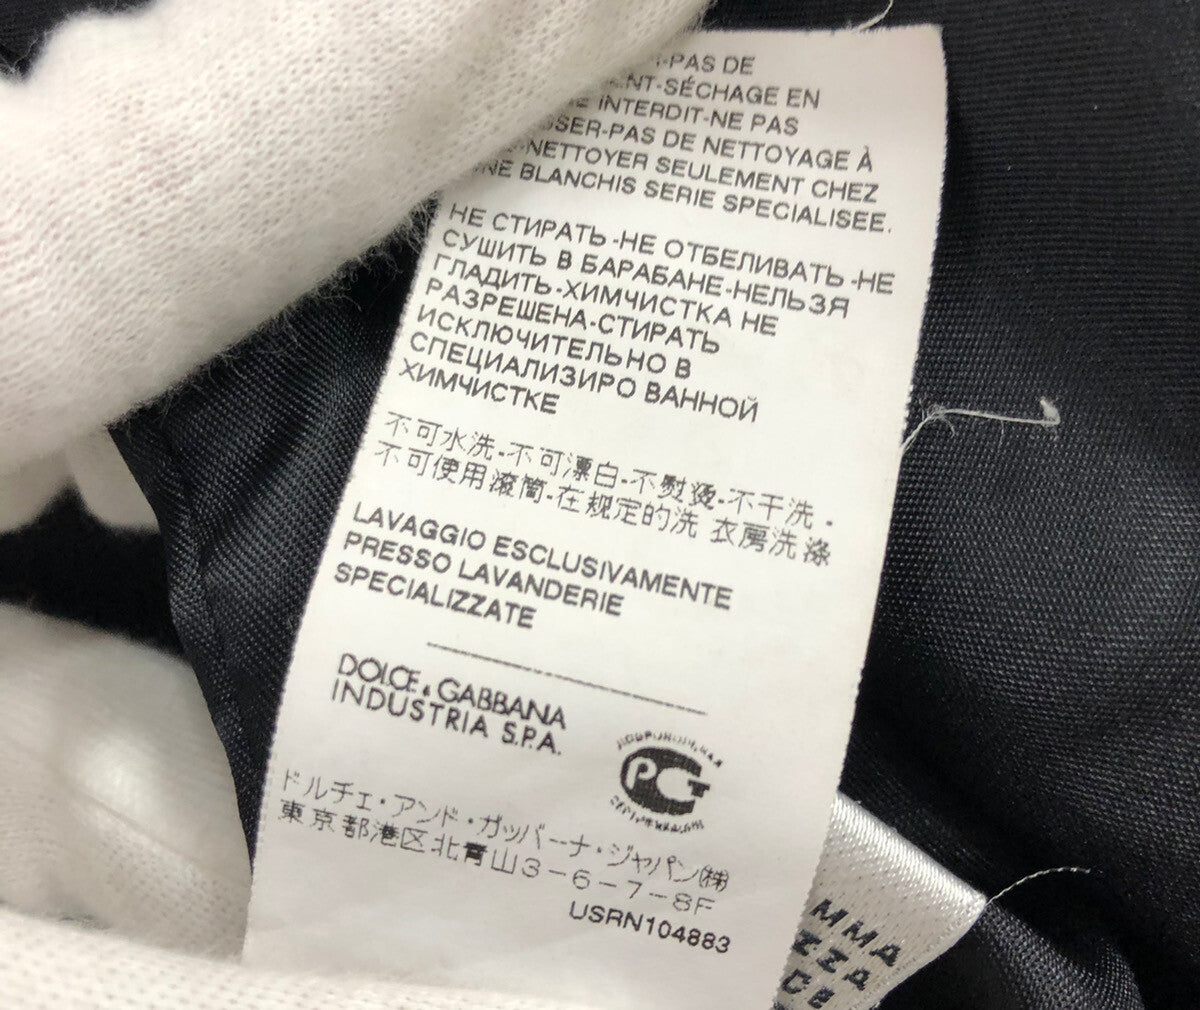 -PAS DE
-SÉCHAGE EN
INTERDIT-NE PAS
-PAS DE NETTOYAGE À
-NETTOYER SEULEMENT CHEZ
BLANCHIS SERIE SPECIALISEE.
НЕ СТИРАТЬ-НЕ ОТБЕЛИВАТЬ-НЕ
СУШИТЬ В БАРАБАНЕ-НЕЛЬЗЯ
ГЛАДИТЬ-ХИМЧИСТКА НЕ
РАЗРЕШЕНА-СТИРАТЬ
ИСКЛЮЧИТЕЛЬНО В
СПЕЦИАЛИЗИРО ВАННОЙ
ХИМЧИСТКЕ
不可水洗-不可漂白-不熨烫-不干洗-
不可使用滚筒-在规定的洗 衣房洗涤
LAVAGGIO ESCLUSIVAMENTE
PRESSO LAVANDERIE
SPECIALIZZATE
DOLCE & GABBANA
INDUSTRIA S.P.A.
РСТ
ドルチェ・アンド・ガッバーナ・ジャパン㈱
東京都港区北青山3-6-7-8F
USRN104883
MMA
ZZA
CE